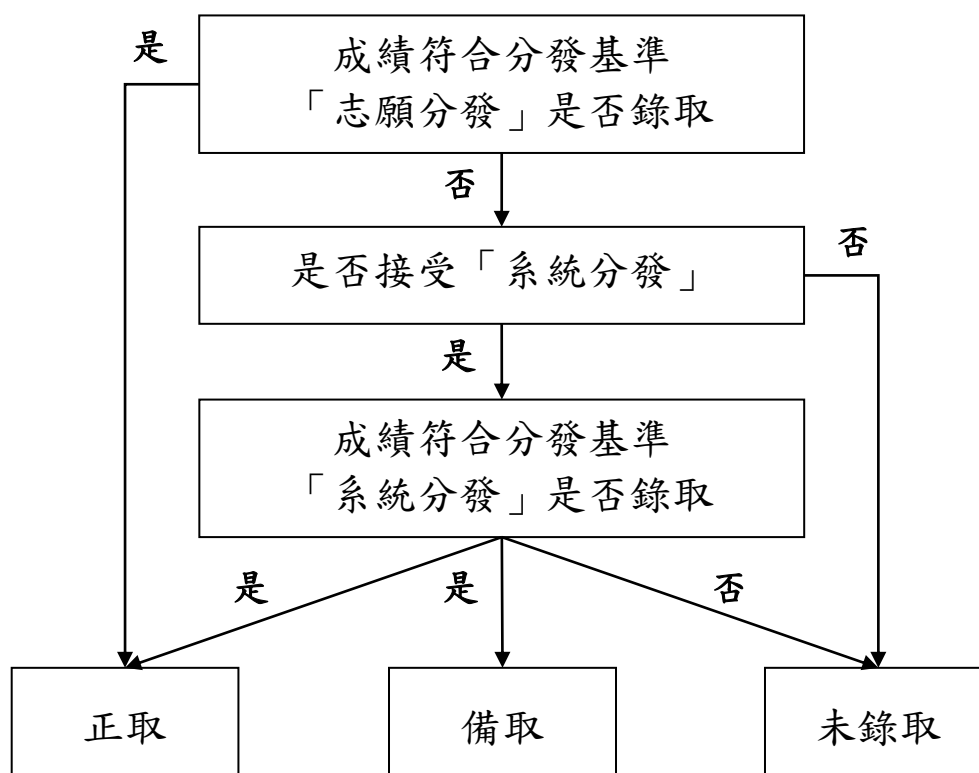 是
成績符合分發基準
「志願分發」是否錄取
否
是否接受「系統分發」
否
是
成績符合分發基準
「系統分發」是否錄取
是
是
否
正取
備取
未錄取